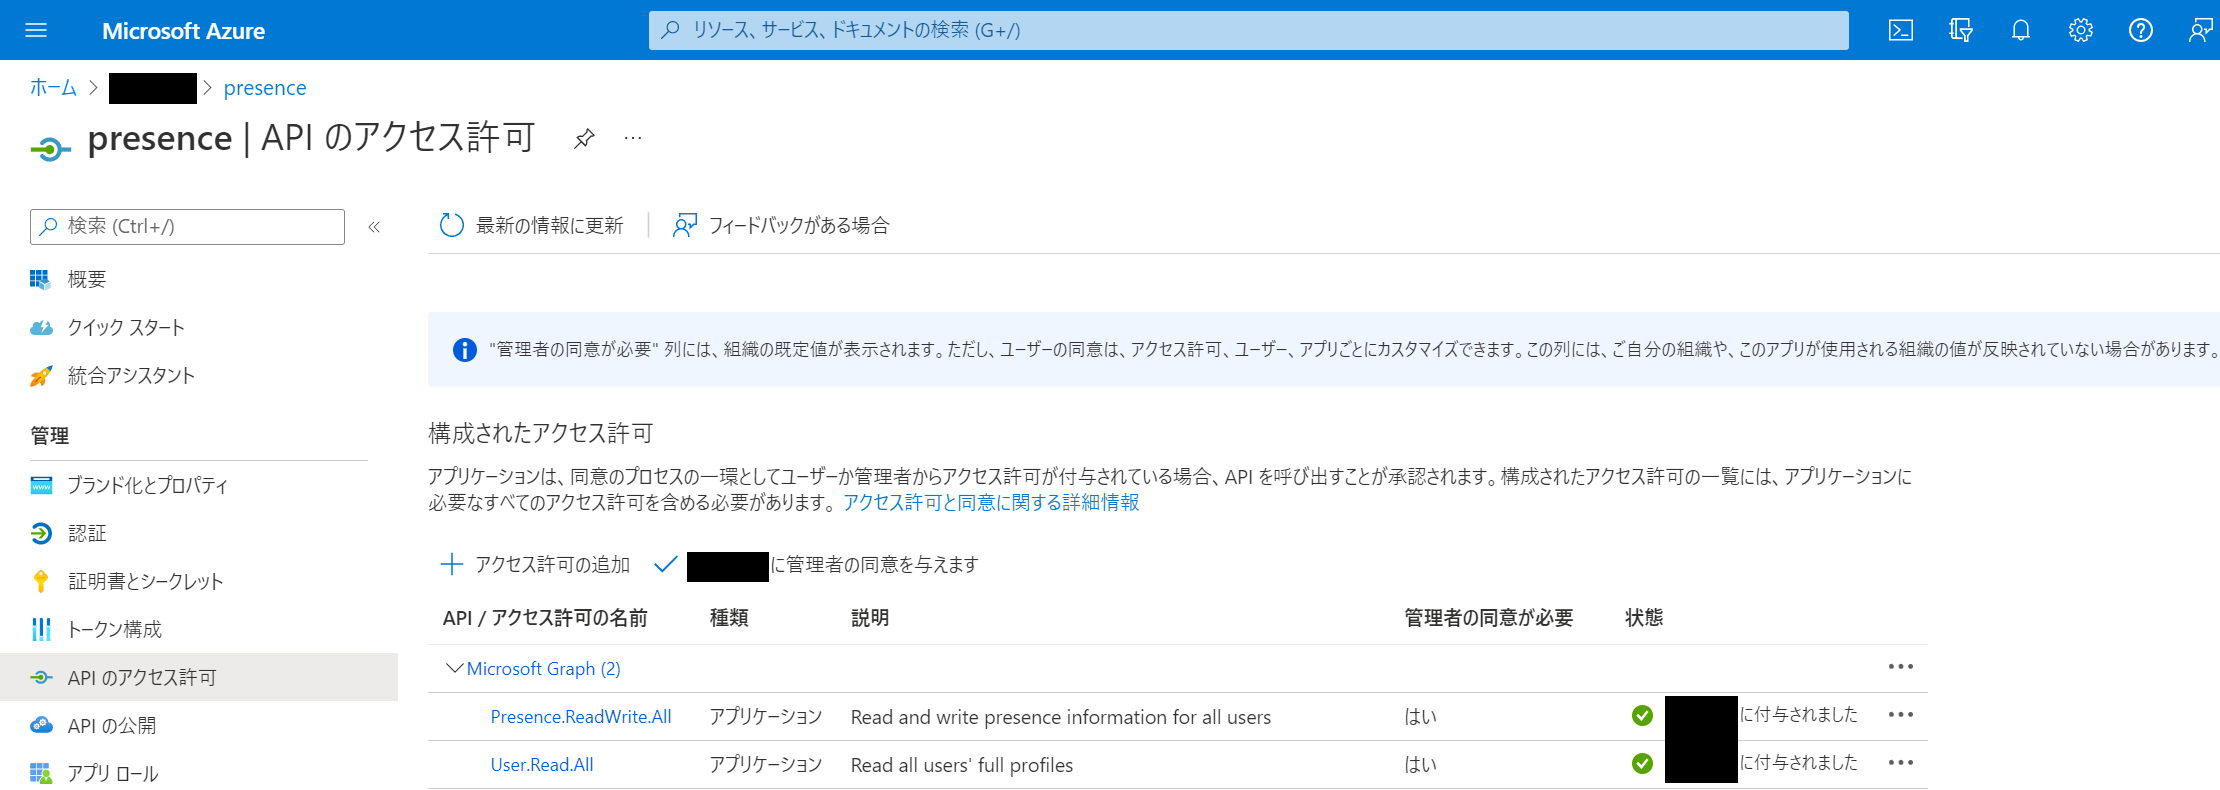 Microsoft Azure
リソース、サービス、ドキュメントの検索 (G+/)
ホーム > > presence
presence | API のアクセス許可
検索 (Ctrl+/)
«
最新の情報に更新
フィードバックがある場合
概要
クイック スタート
統合アシスタント
管理
ブランド化とプロパティ
認証
証明書とシークレット
トークン構成
API のアクセス許可
API の公開
アプリ ロール
"管理者の同意が必要" 列には、組織の既定値が表示されます。ただし、ユーザーの同意は、アクセス許可、ユーザー、アプリごとにカスタマイズできます。この列には、ご自分の組織や、このアプリが使用される組織の値が反映されていない場合があります。
構成されたアクセス許可
アプリケーションは、同意のプロセスの一環としてユーザーか管理者からアクセス許可が付与されている場合、API を呼び出すことが承認されます。構成されたアクセス許可の一覧には、アプリケーションに
必要なすべてのアクセス許可を含める必要があります。 アクセス許可と同意に関する詳細情報
アクセス許可の追加 に管理者の同意を与えます
API / アクセス許可の名前 種類 説明 管理者の同意が必要 状態
Microsoft Graph (2)
Presence.ReadWrite.All アプリケーション Read and write presence information for all users はい に付与されました
User.Read.All アプリケーション Read all users' full profiles はい に付与されました